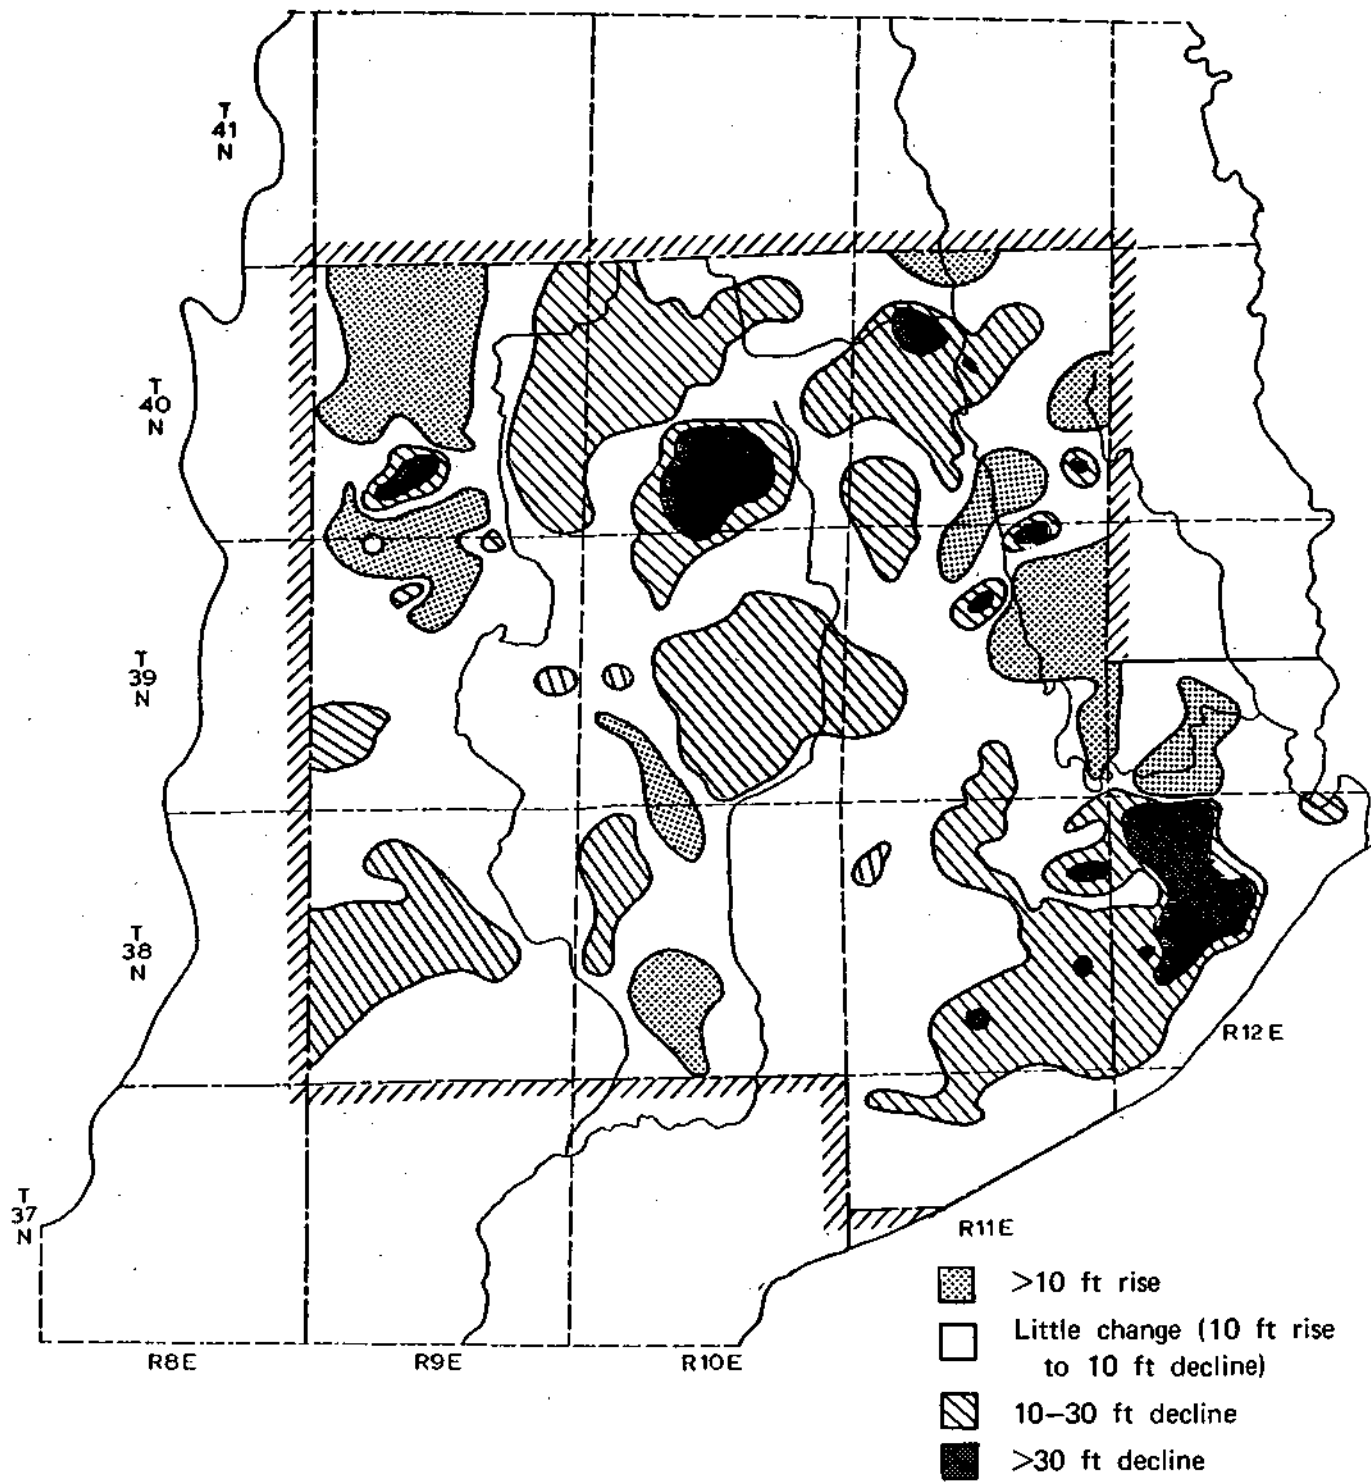 T
41
N
T
40
N
T
39
N
T
38
N
R12E
T
37
N
R11E
R8E
R9E
R10E
>10 ft rise
Little change (10 ft rise
to 10 ft decline)
10–30 ft decline
>30 ft decline